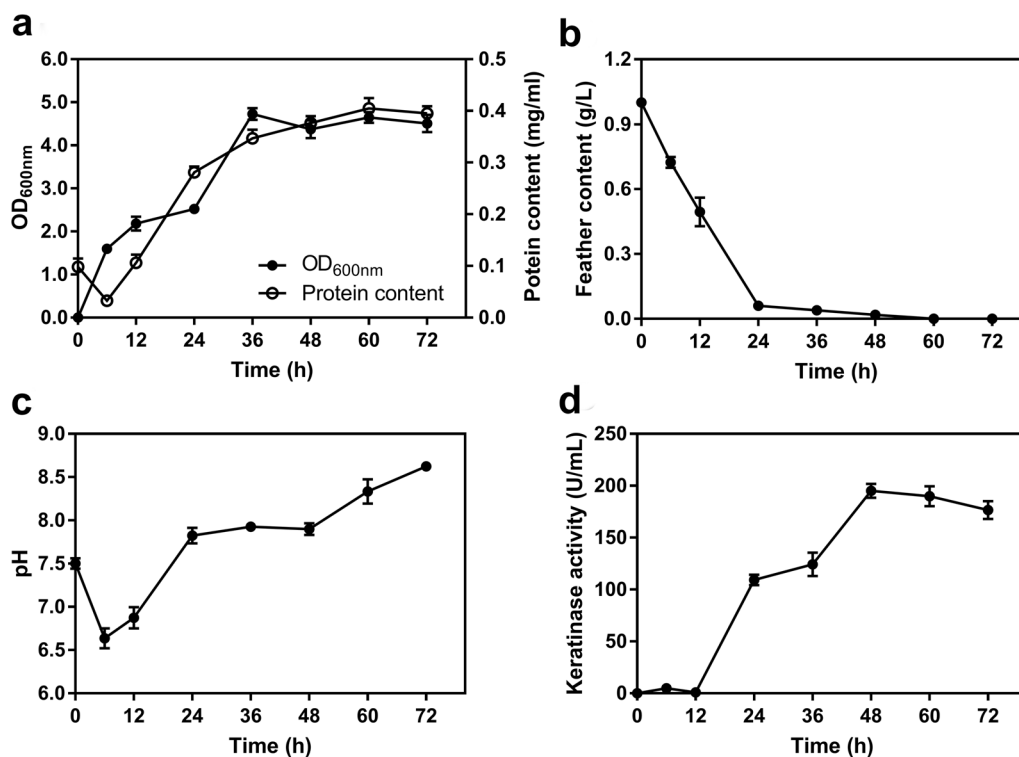 a
6.0
5.0
4.0
3.0
2.0
1.0
0.0
OD600nm
0.5
0.4
0.3
0.2
0.1
0.0
Potein content (mg/ml)
OD600nm
Protein content
0 12 24 36 48 60 72
Time (h)
b
1.2
0.9
0.6
0.3
0.0
Feather content (g/L)
0 12 24 36 48 60 72
Time (h)
c
9.0
8.5
8.0
7.5
7.0
6.5
6.0
pH
0 12 24 36 48 60 72
Time (h)
d
250
200
150
100
50
0
Keratinase activity (U/mL)
0 12 24 36 48 60 72
Time (h)